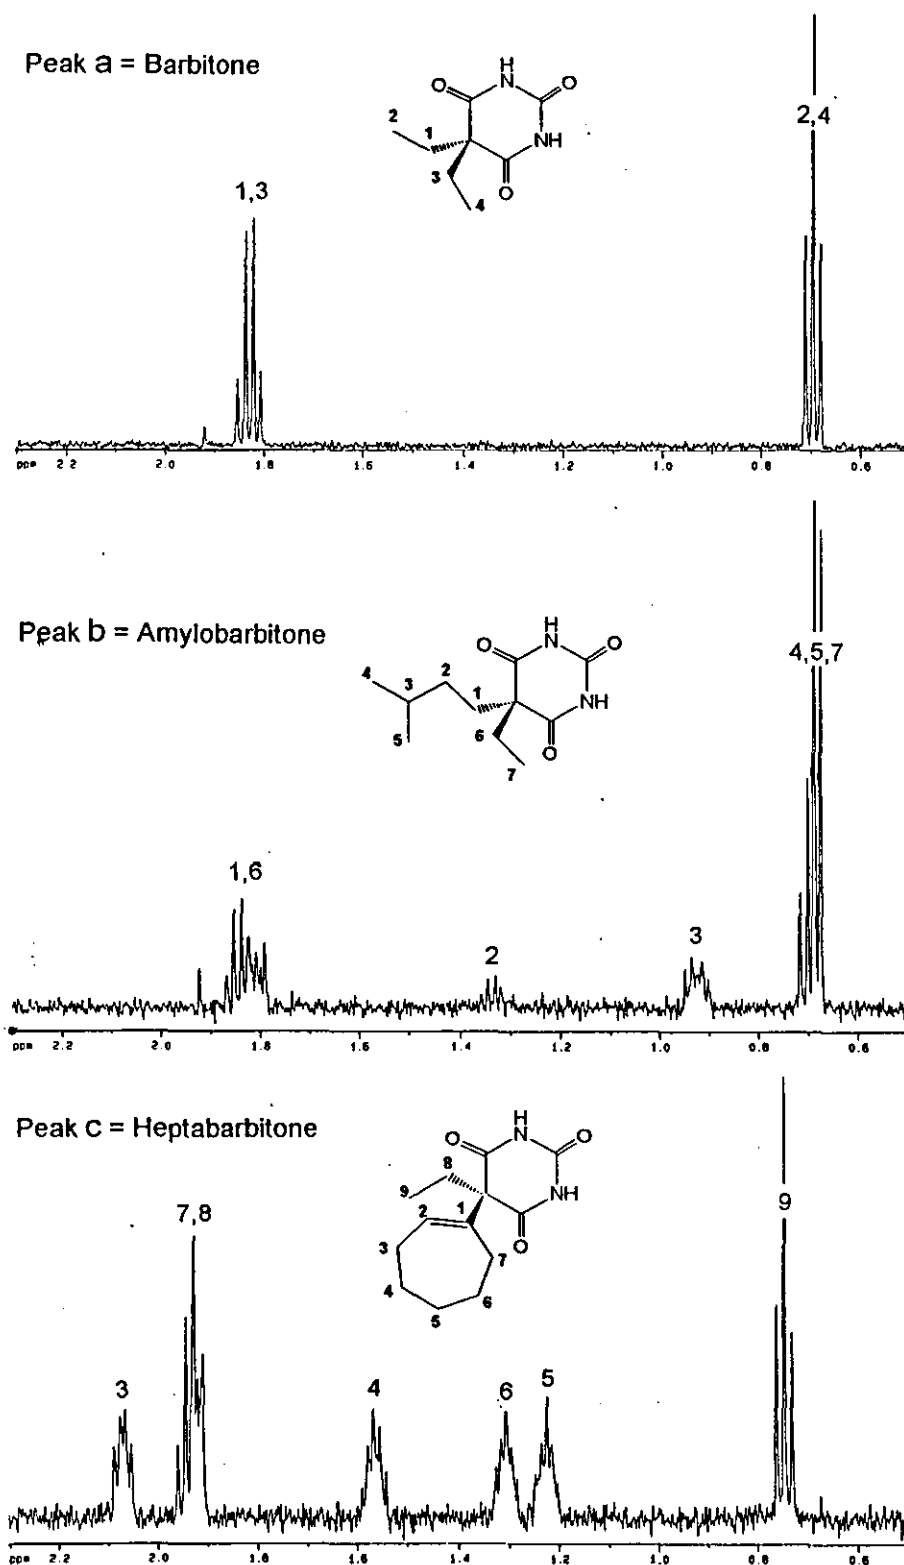 Peak a = Barbitone
H
O
N
O
2
1
NH
3
O
4
1,3
2,4
ppm 2.2 2.0 1.8 1.6 1.4 1.2 1.0 0.8 0.6
Peak b = Amylobarbitone
H
O
N
O
4
2
3
1
NH
5
6
O
7
4,5,7
1,6
2
3
ppm 2.2 2.0 1.8 1.6 1.4 1.2 1.0 0.8 0.6
Peak c = Heptabarbitone
H
O
N
O
8
9
1
NH
2
O
3
7
4
6
5
7,8
9
3
4
6
5
ppm 2.2 2.0 1.8 1.6 1.4 1.2 1.0 0.8 0.6